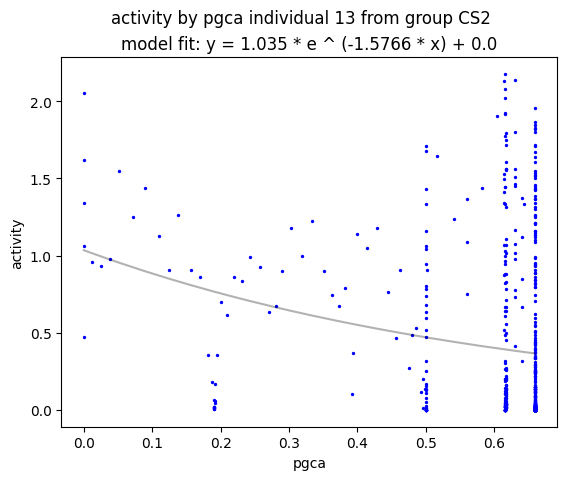 activity by pgca individual 13 from group CS2
model fit: y = 1.035 * e ^ (-1.5766 * x) + 0.0
activity
2.0
1.5
1.0
0.5
0.0
0.0 0.1 0.2 0.3 0.4 0.5 0.6
pgca